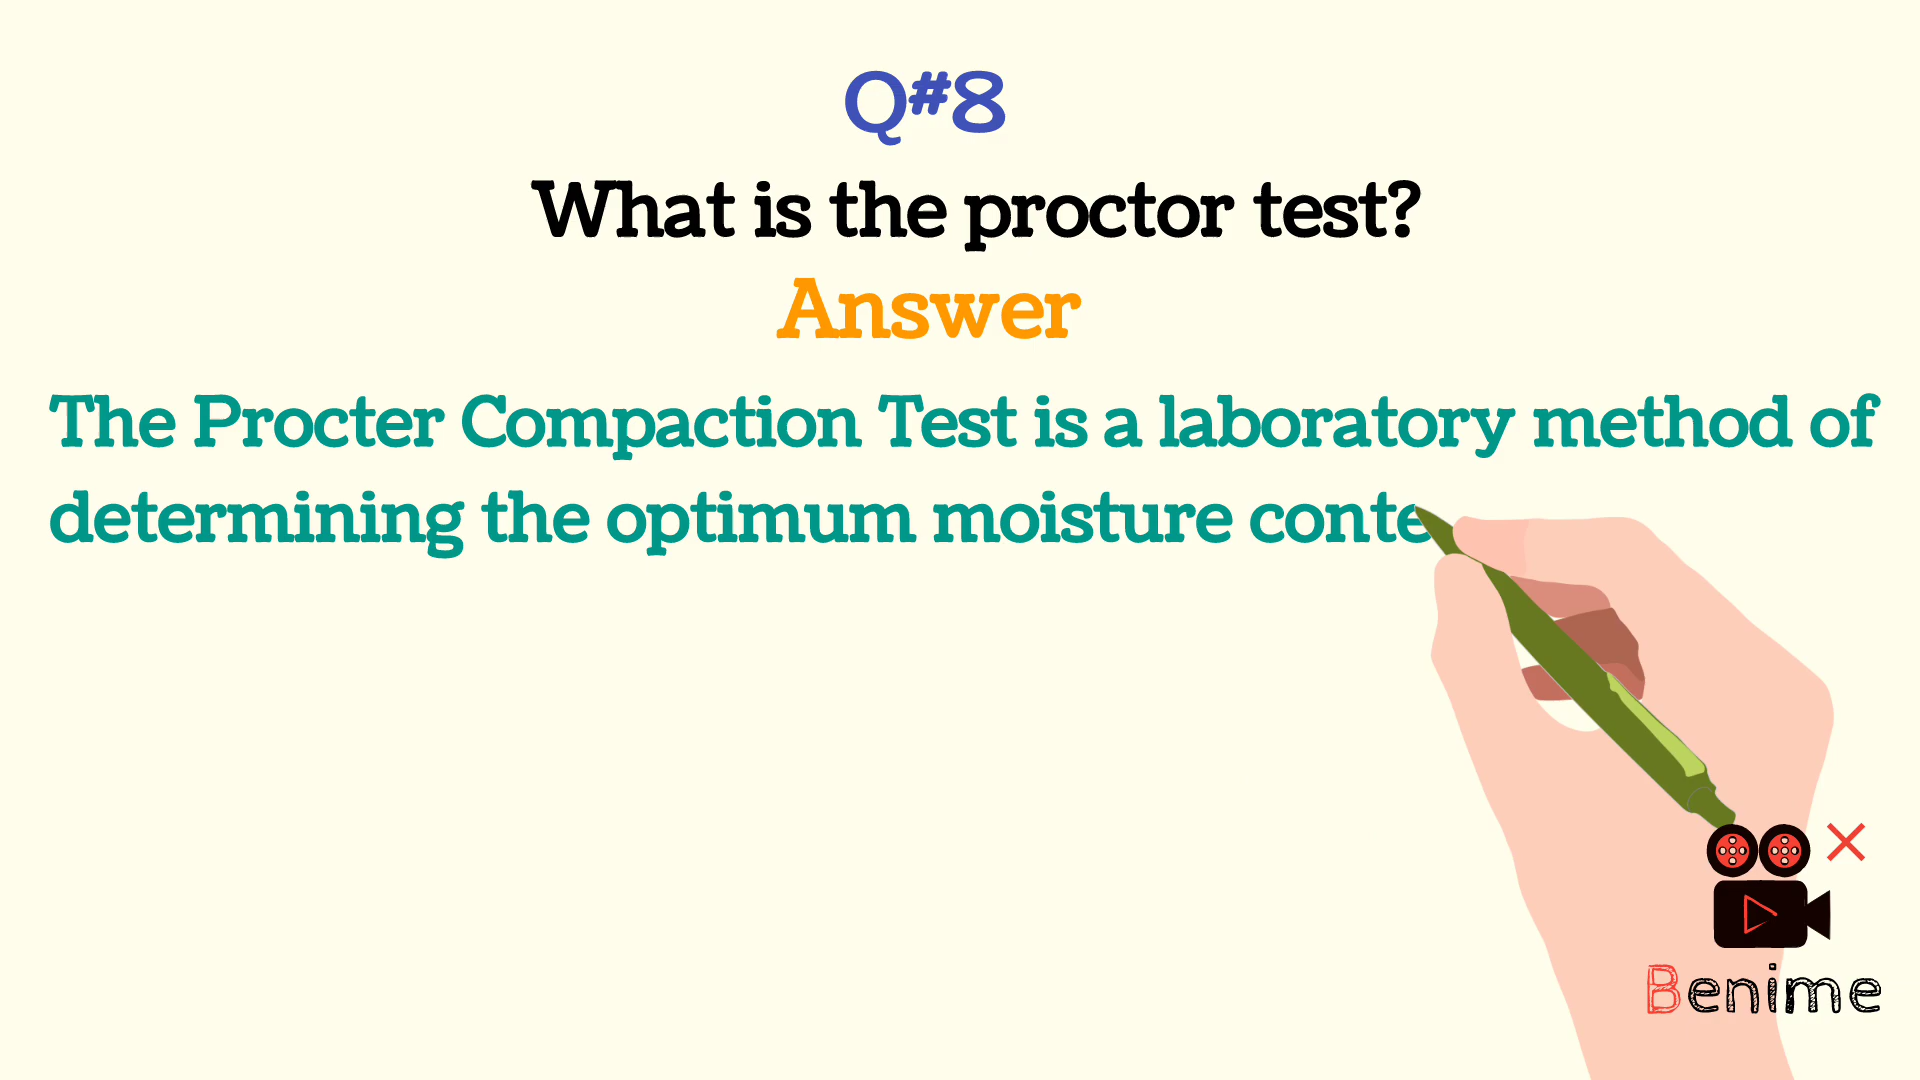 Q#8
What is the proctor test?
Answer
The Procter Compaction Test is a laboratory method of
determining the optimum moisture conte
Benime